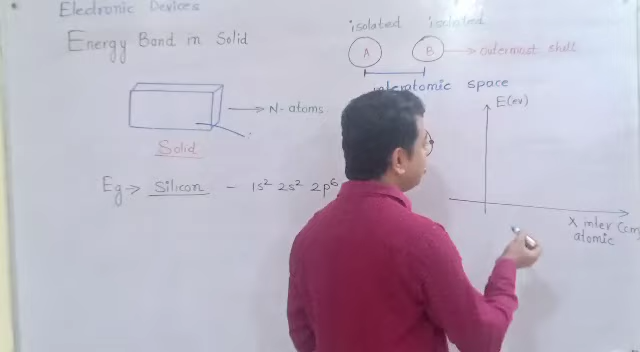 Electronic Devices
Energy Band in Solid
isolated isolated
A B → outermost shell
interatomic space
→ N-atoms
Solid
Eg → Silicon - 1s² 2s² 2p⁶
E(ev)
X inter (cm)
atomic